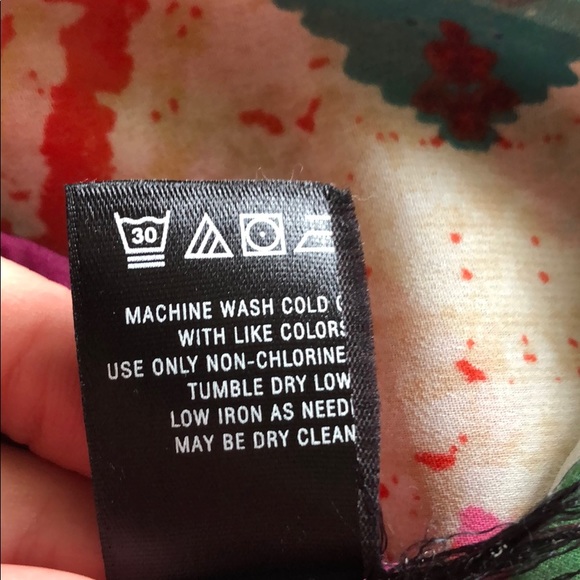 30
MACHINE WASH COLD
WITH LIKE COLORS
USE ONLY NON-CHLORINE
TUMBLE DRY LOW
LOW IRON AS NEED
MAY BE DRY CLEAN